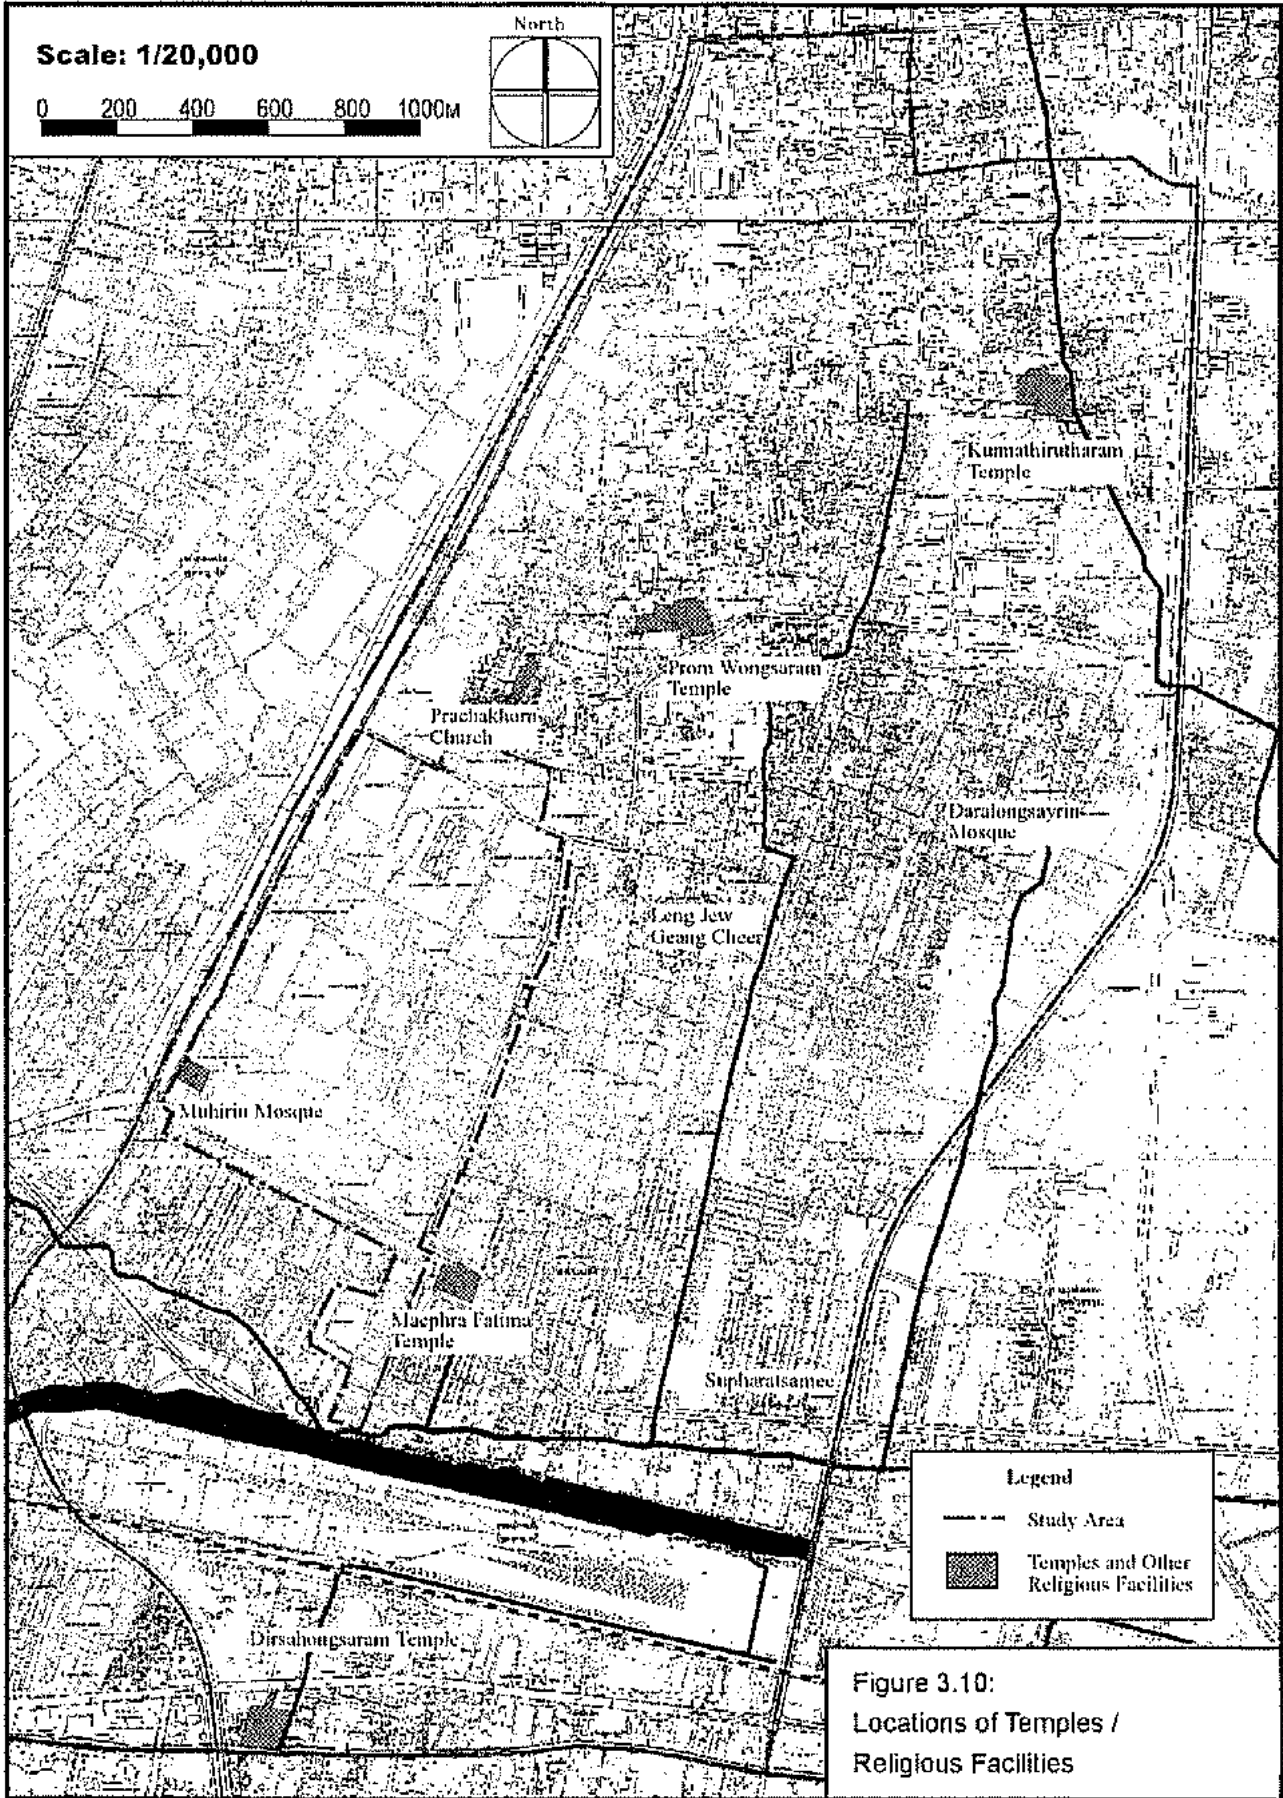 North
Scale: 1/20,000
0 200 400 600 800 1000M
Kunnathirutharam
Temple
Prom Wongsaram
Temple
Prachakhorn
Church
Daralongsayrin
Mosque
Leng Jew
Geang Cheer
Muhirin Mosque
Maephra Fatima
Temple
Supharatsamee
Legend
Study Area
Temples and Other
Religious Facilities
Dirsahongsaram Temple
Figure 3.10:
Locations of Temples /
Religious Facilities